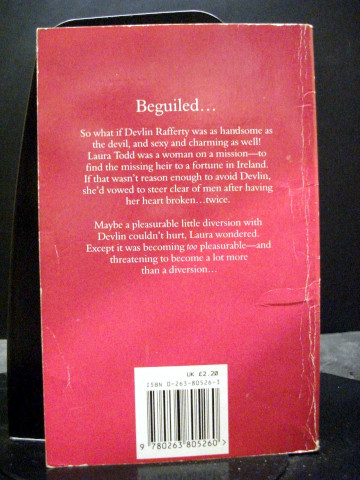 Beguiled...
So what if Devlin Rafferty was as handsome as
the devil, and sexy and charming as well!
Laura Todd was a woman on a mission—to
find the missing heir to a fortune in Ireland.
If that wasn't reason enough to avoid Devlin,
she'd vowed to steer clear of men after having
her heart broken...twice.
Maybe a pleasurable little diversion with
Devlin couldn't hurt, Laura wondered.
Except it was becoming too pleasurable—and
threatening to become a lot more
than a diversion...
UK £2.20
ISBN 0-263-80526-3
9 780263 805260 >